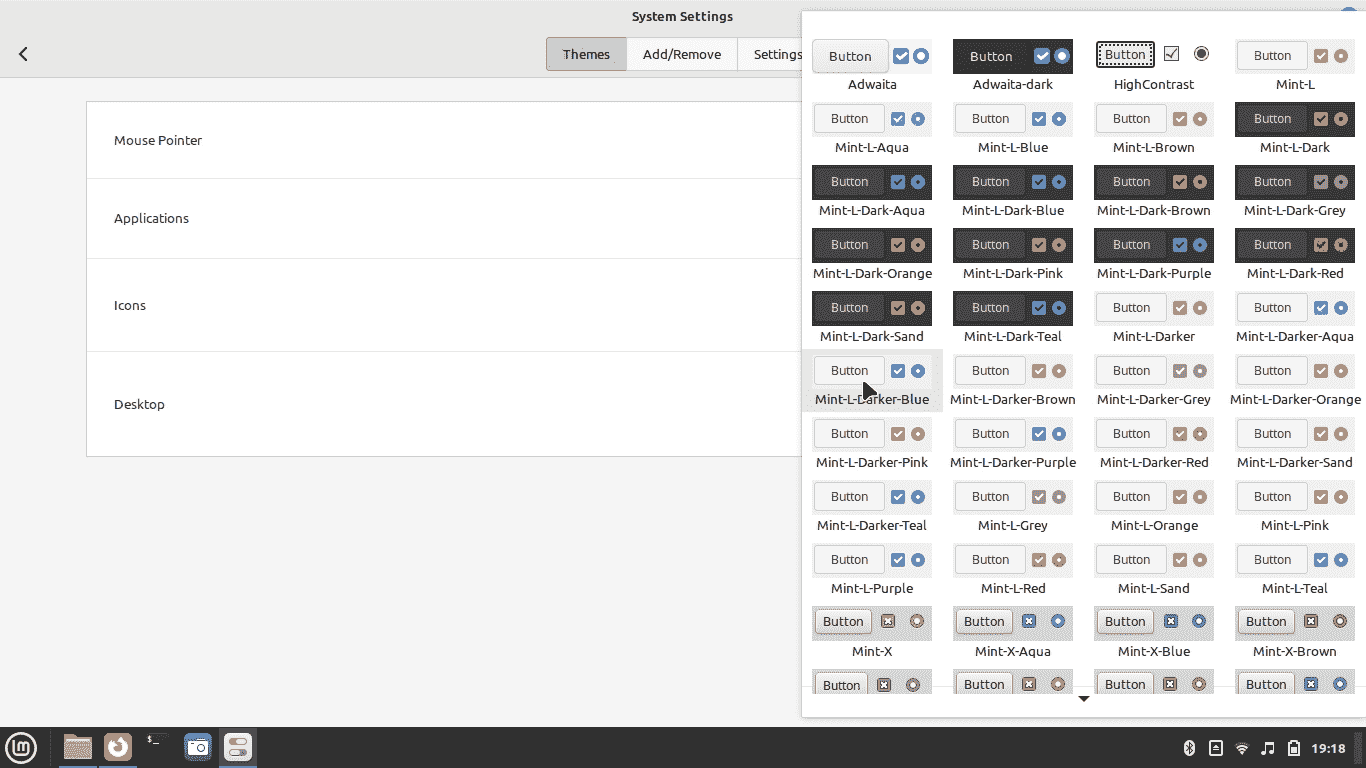 System Settings
Themes Add/Remove Settings
Mouse Pointer
Applications
Icons
Desktop
Button Button Button Button
Adwaita Adwaita-dark HighContrast Mint-L
Button Button Button Button
Mint-L-Aqua Mint-L-Blue Mint-L-Brown Mint-L-Dark
Button Button Button Button
Mint-L-Dark-Aqua Mint-L-Dark-Blue Mint-L-Dark-Brown Mint-L-Dark-Grey
Button Button Button Button
Mint-L-Dark-Orange Mint-L-Dark-Pink Mint-L-Dark-Purple Mint-L-Dark-Red
Button Button Button Button
Mint-L-Dark-Sand Mint-L-Dark-Teal Mint-L-Darker Mint-L-Darker-Aqua
Button Button Button Button
Mint-L-Darker-Blue Mint-L-Darker-Brown Mint-L-Darker-Grey Mint-L-Darker-Orange
Button Button Button Button
Mint-L-Darker-Pink Mint-L-Darker-Purple Mint-L-Darker-Red Mint-L-Darker-Sand
Button Button Button Button
Mint-L-Darker-Teal Mint-L-Grey Mint-L-Orange Mint-L-Pink
Button Button Button Button
Mint-L-Purple Mint-L-Red Mint-L-Sand Mint-L-Teal
Button Button Button Button
Mint-X Mint-X-Aqua Mint-X-Blue Mint-X-Brown
Button Button Button Button
19:18